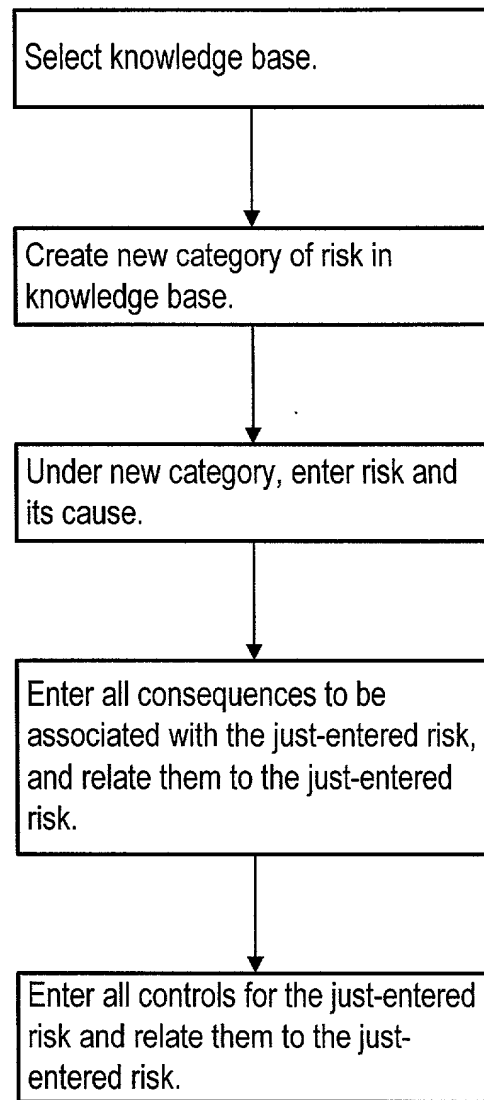 Select knowledge base.
Create new category of risk in
knowledge base.
Under new category, enter risk and
its cause.
Enter all consequences to be
associated with the just-entered risk,
and relate them to the just-entered
risk.
Enter all controls for the just-entered
risk and relate them to the just-
entered risk.